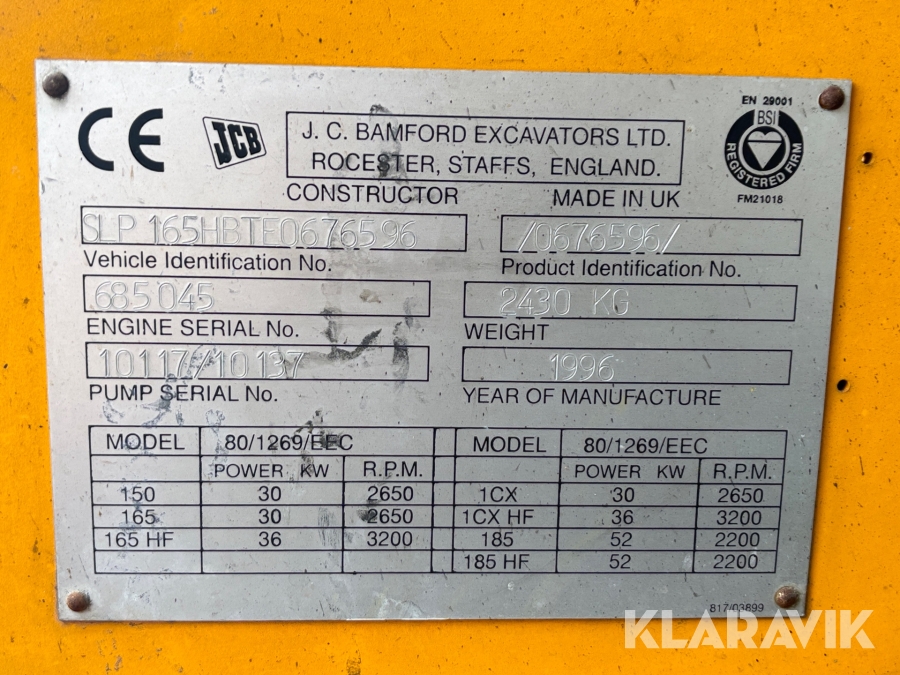 CE
JCB
J. C. BAMFORD EXCAVATORS LTD.
ROCESTER, STAFFS, ENGLAND.
CONSTRUCTOR MADE IN UK
EN 29001
BSI
REGISTERED FIRM
FM21018
SLP 165HBTE0676596 /0676596/
Vehicle Identification No. Product Identification No.
685045 2430 KG
ENGINE SERIAL No. WEIGHT
10117//10137 1996
PUMP SERIAL No. YEAR OF MANUFACTURE
MODEL 80/1269/EEC MODEL 80/1269/EEC
POWER KW R.P.M. POWER KW R.P.M.
150 30 2650 1CX 30 2650
165 30 2650 1CX HF 36 3200
165 HF 36 3200 185 52 2200
185 HF 52 2200
817/03899
KLARAVIK